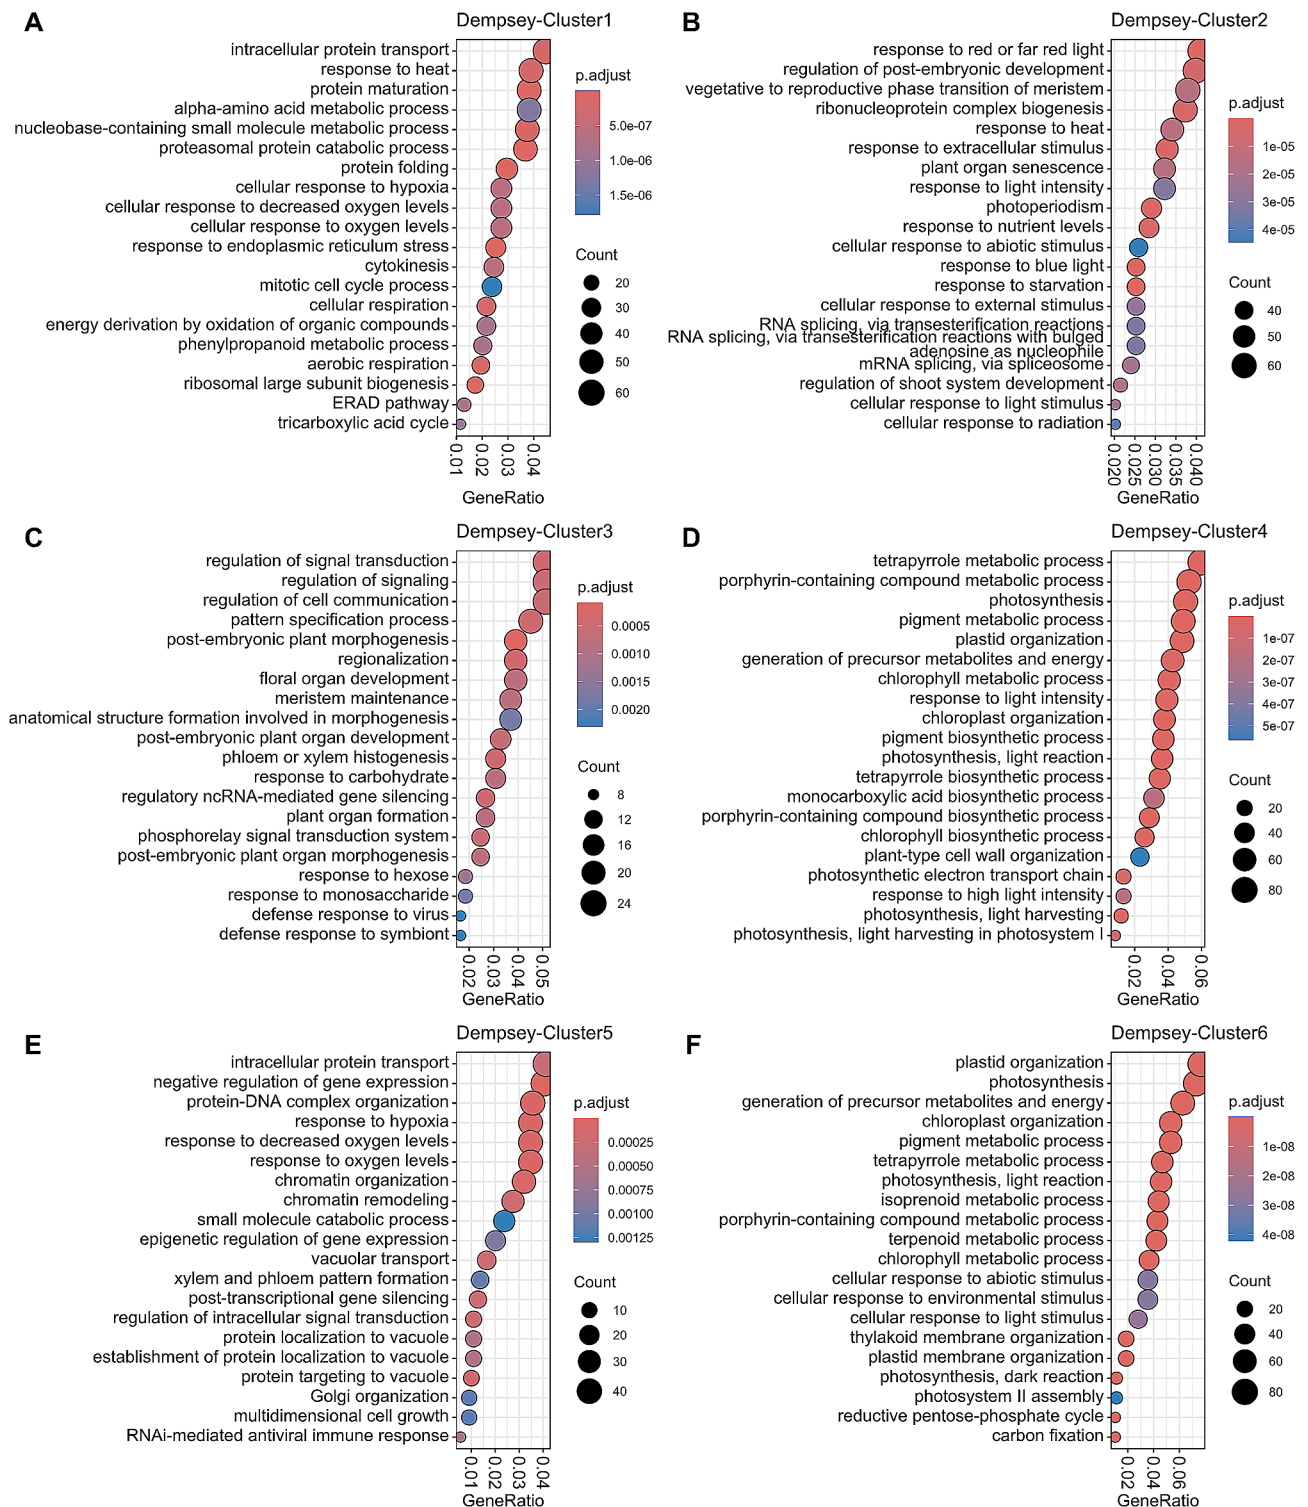 A
Dempsey-Cluster1
intracellular protein transport
response to heat
protein maturation
alpha-amino acid metabolic process
nucleobase-containing small molecule metabolic process
proteasomal protein catabolic process
protein folding
cellular response to hypoxia
cellular response to decreased oxygen levels
cellular response to oxygen levels
response to endoplasmic reticulum stress
cytokinesis
mitotic cell cycle process
cellular respiration
energy derivation by oxidation of organic compounds
phenylpropanoid metabolic process
aerobic respiration
ribosomal large subunit biogenesis
ERAD pathway
tricarboxylic acid cycle
0.01
0.02
0.03
0.04
GeneRatio
p.adjust
5.0e-07
1.0e-06
1.5e-06
Count
20
30
40
50
60
B
Dempsey-Cluster2
response to red or far red light
regulation of post-embryonic development
vegetative to reproductive phase transition of meristem
ribonucleoprotein complex biogenesis
response to heat
response to extracellular stimulus
plant organ senescence
response to light intensity
photoperiodism
response to nutrient levels
cellular response to abiotic stimulus
response to blue light
response to starvation
cellular response to external stimulus
RNA splicing, via transesterification reactions
RNA splicing, via transesterification reactions with bulged
adenosine as nucleophile
mRNA splicing, via spliceosome
regulation of shoot system development
cellular response to light stimulus
cellular response to radiation
0.020
0.025
0.030
0.035
0.040
GeneRatio
p.adjust
1e-05
2e-05
3e-05
4e-05
Count
40
50
60
C
Dempsey-Cluster3
regulation of signal transduction
regulation of signaling
regulation of cell communication
pattern specification process
post-embryonic plant morphogenesis
regionalization
floral organ development
meristem maintenance
anatomical structure formation involved in morphogenesis
post-embryonic plant organ development
phloem or xylem histogenesis
response to carbohydrate
regulatory ncRNA-mediated gene silencing
plant organ formation
phosphorelay signal transduction system
post-embryonic plant organ morphogenesis
response to hexose
response to monosaccharide
defense response to virus
defense response to symbiont
0.02
0.03
0.04
0.05
GeneRatio
p.adjust
0.0005
0.0010
0.0015
0.0020
Count
8
12
16
20
24
D
Dempsey-Cluster4
tetrapyrrole metabolic process
porphyrin-containing compound metabolic process
photosynthesis
pigment metabolic process
plastid organization
generation of precursor metabolites and energy
chlorophyll metabolic process
response to light intensity
chloroplast organization
pigment biosynthetic process
photosynthesis, light reaction
tetrapyrrole biosynthetic process
monocarboxylic acid biosynthetic process
porphyrin-containing compound biosynthetic process
chlorophyll biosynthetic process
plant-type cell wall organization
photosynthetic electron transport chain
response to high light intensity
photosynthesis, light harvesting
photosynthesis, light harvesting in photosystem I
0.02
0.04
0.06
GeneRatio
p.adjust
1e-07
2e-07
3e-07
4e-07
5e-07
Count
20
40
60
80
E
Dempsey-Cluster5
intracellular protein transport
negative regulation of gene expression
protein-DNA complex organization
response to hypoxia
response to decreased oxygen levels
response to oxygen levels
chromatin organization
chromatin remodeling
small molecule catabolic process
epigenetic regulation of gene expression
vacuolar transport
xylem and phloem pattern formation
post-transcriptional gene silencing
regulation of intracellular signal transduction
protein localization to vacuole
establishment of protein localization to vacuole
protein targeting to vacuole
Golgi organization
multidimensional cell growth
RNAi-mediated antiviral immune response
0.01
0.02
0.03
0.04
GeneRatio
p.adjust
0.00025
0.00050
0.00075
0.00100
0.00125
Count
10
20
30
40
F
Dempsey-Cluster6
plastid organization
photosynthesis
generation of precursor metabolites and energy
chloroplast organization
pigment metabolic process
tetrapyrrole metabolic process
photosynthesis, light reaction
isoprenoid metabolic process
porphyrin-containing compound metabolic process
terpenoid metabolic process
chlorophyll metabolic process
cellular response to abiotic stimulus
cellular response to environmental stimulus
cellular response to light stimulus
thylakoid membrane organization
plastid membrane organization
photosynthesis, dark reaction
photosystem II assembly
reductive pentose-phosphate cycle
carbon fixation
0.02
0.04
0.06
GeneRatio
p.adjust
1e-08
2e-08
3e-08
4e-08
Count
20
40
60
80